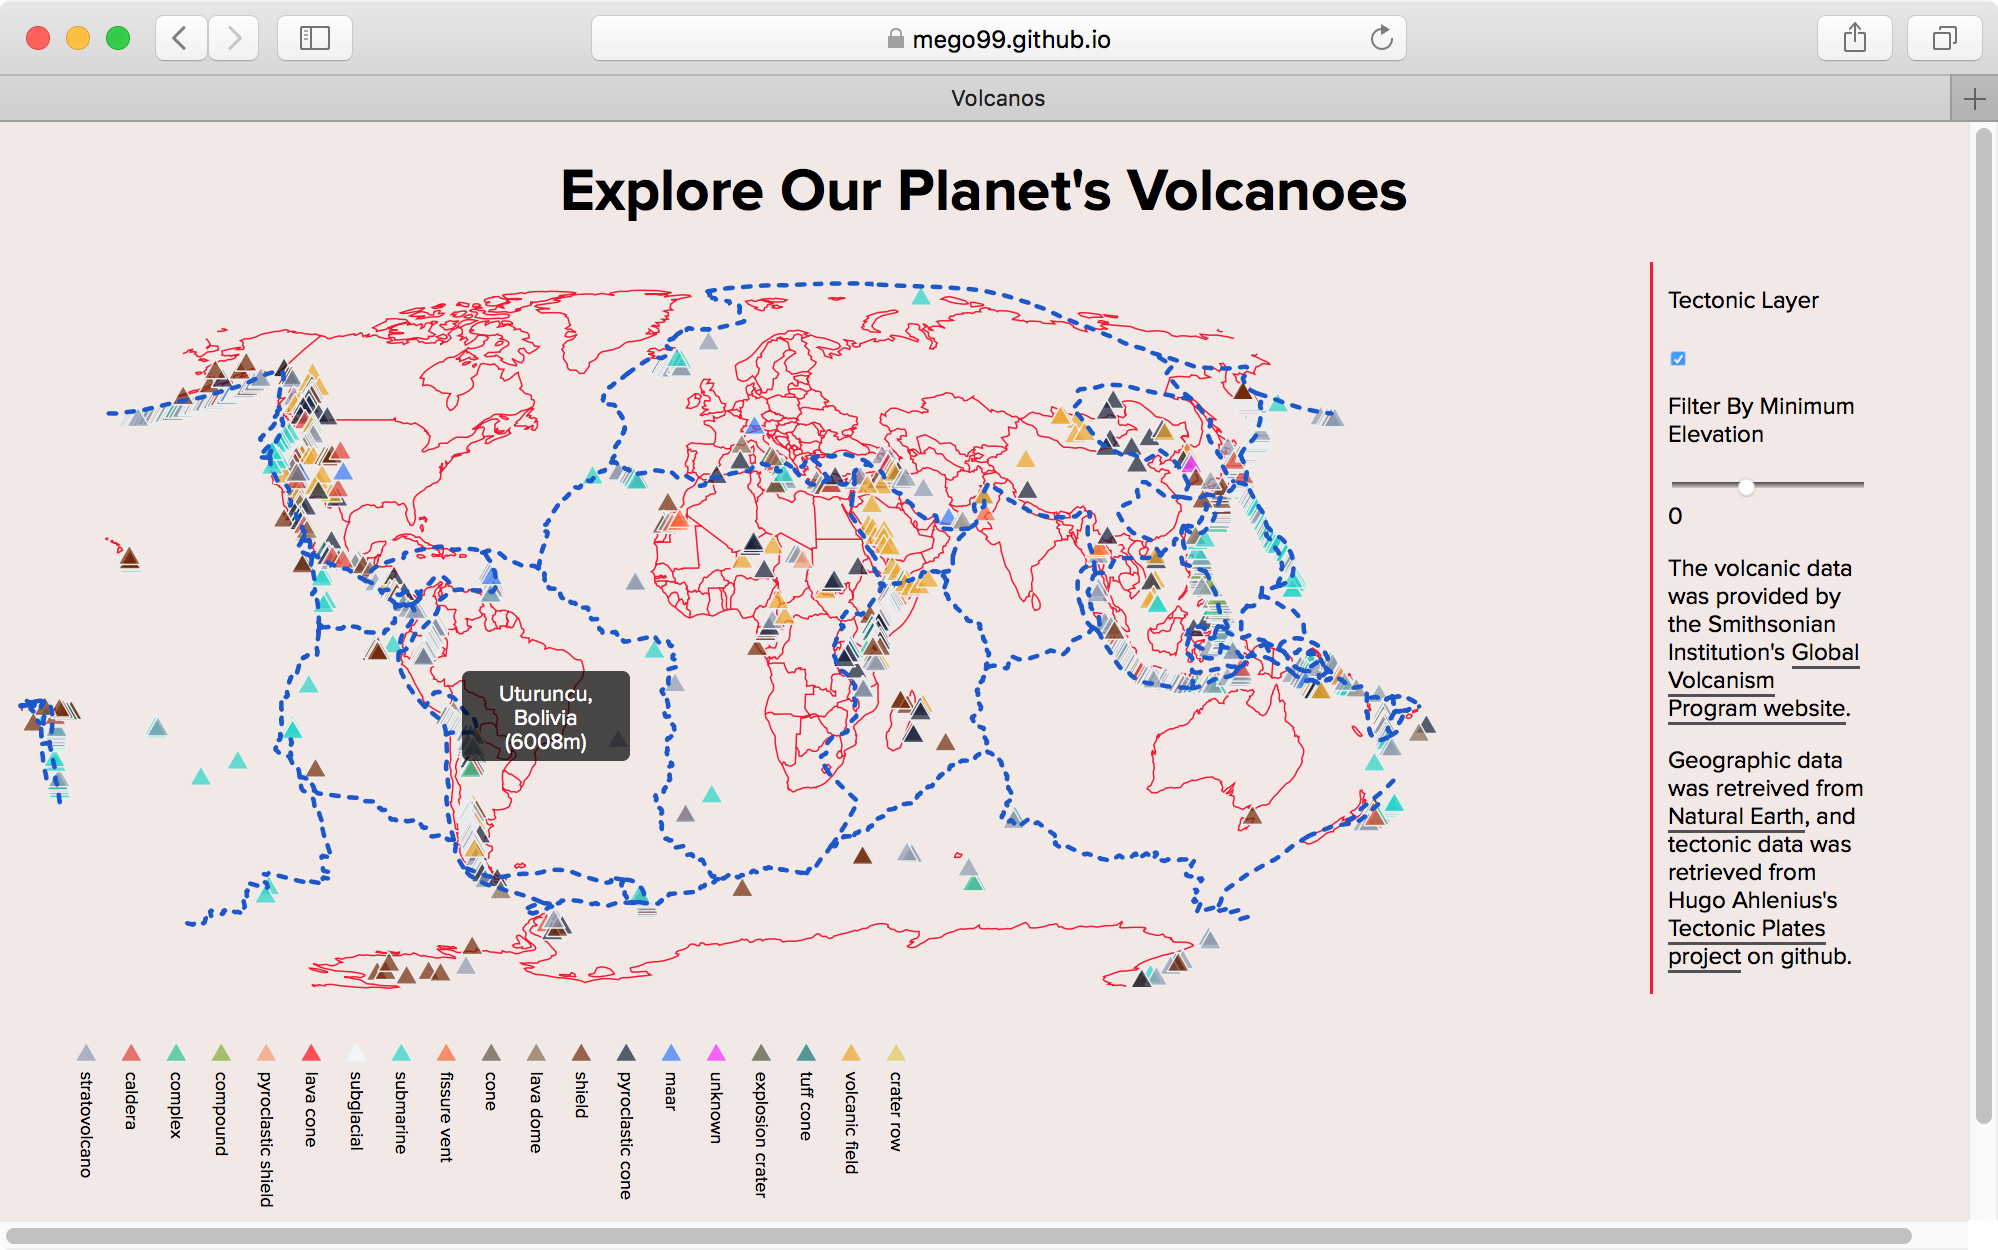 mego99.github.io
Volcanos
Explore Our Planet's Volcanoes
Tectonic Layer
Filter By Minimum
Elevation
0
The volcanic data
was provided by
the Smithsonian
Institution's Global
Volcanism
Program website.
Geographic data
was retreived from
Natural Earth, and
tectonic data was
retrieved from
Hugo Ahlenius's
Tectonic Plates
project on github.
Uturuncu,
Bolivia
(6008m)
stratovolcano
caldera
complex
compound
pyroclastic shield
lava cone
subglacial
submarine
fissure vent
cone
lava dome
shield
pyroclastic cone
maar
unknown
explosion crater
tuff cone
volcanic field
crater row